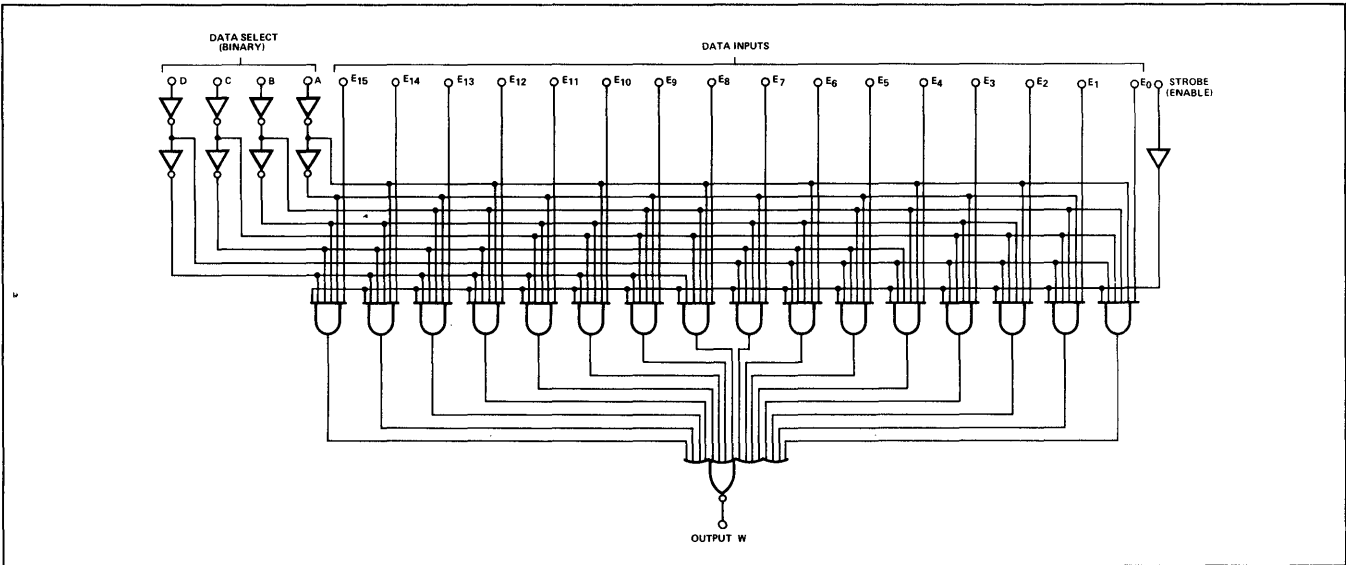 DATA SELECT
(BINARY)
DATA INPUTS
D C B A E15 E14 E13 E12 E11 E10 E9 E8 E7 E6 E5 E4 E3 E2 E1 E0 STROBE
(ENABLE)
OUTPUT W